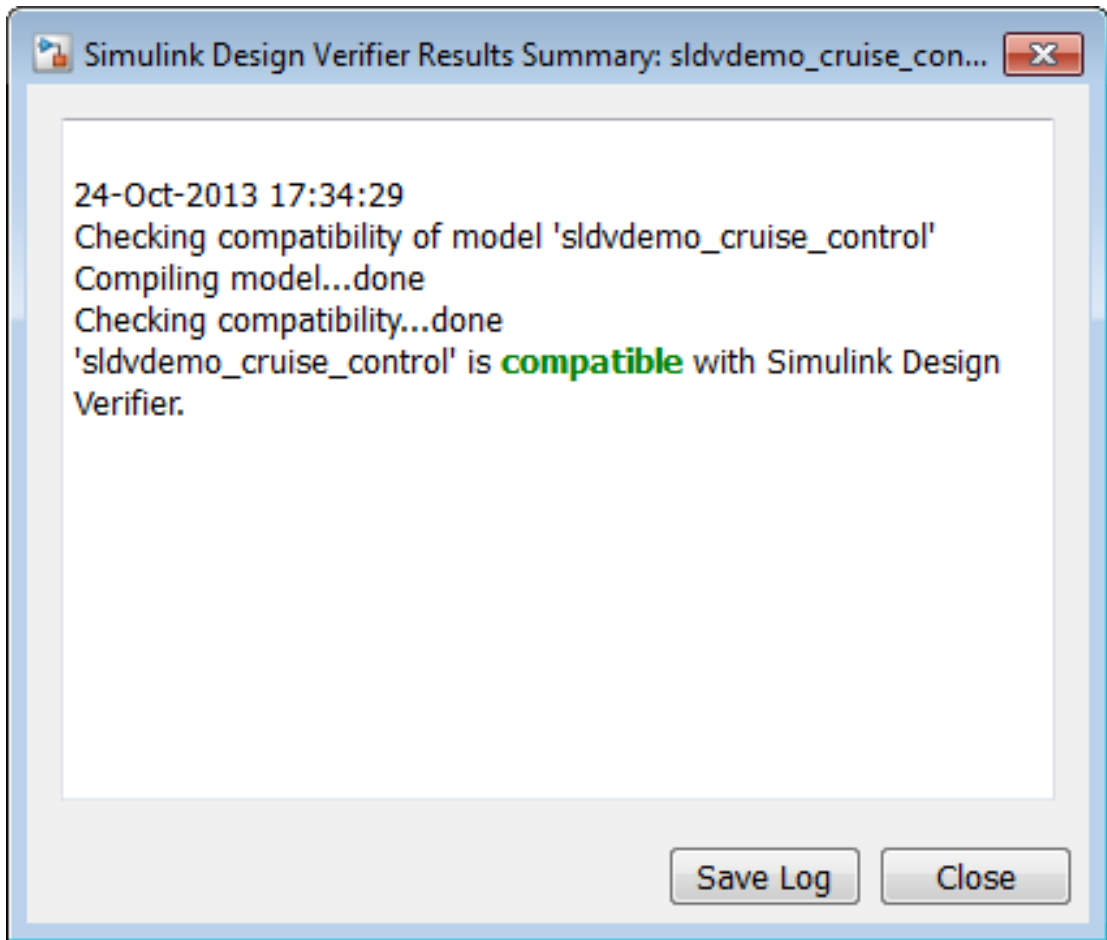 Simulink Design Verifier Results Summary: sldvdemo_cruise_con...
24-Oct-2013 17:34:29
Checking compatibility of model 'sldvdemo_cruise_control'
Compiling model...done
Checking compatibility...done
'sldvdemo_cruise_control' is compatible with Simulink Design
Verifier.
Save Log
Close